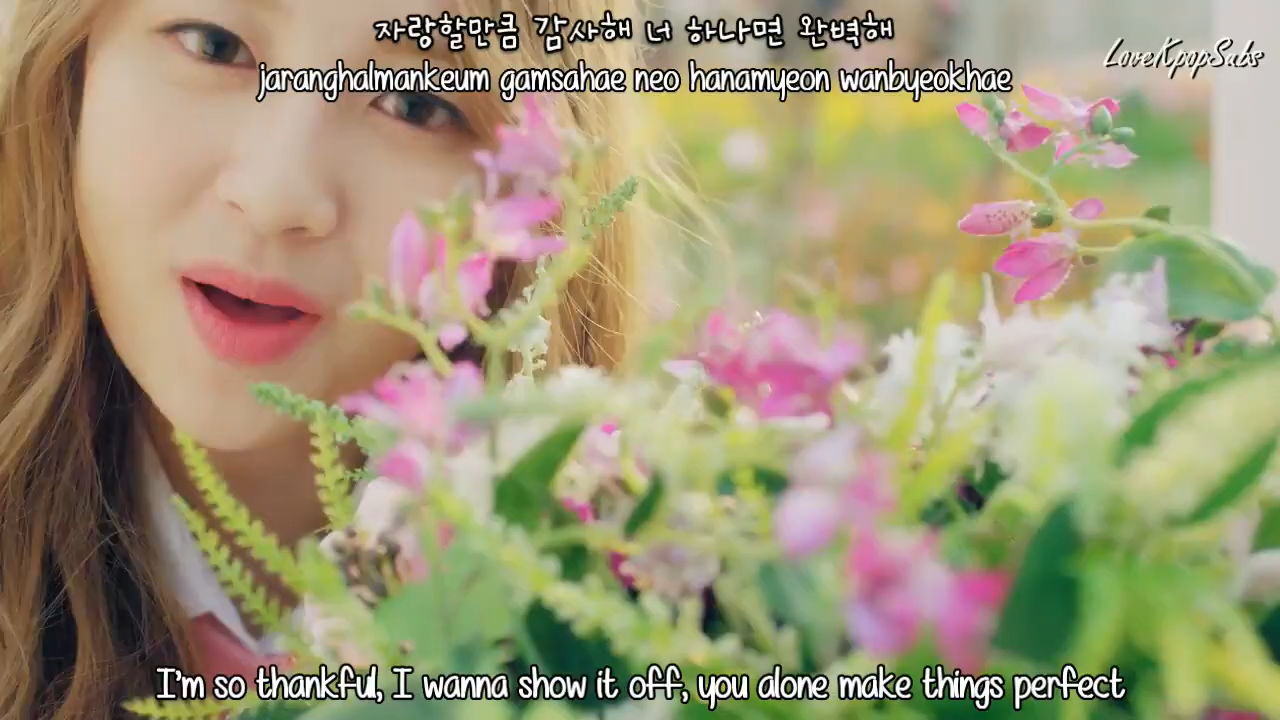 자랑할만큼 감사해 너 하나면 완벽해
LoveKpopSubs
jaranghalmankeum gamsahae neo hanamyeon wanbyeokhae
I'm so thankful, I wanna show it off, you alone make things perfect